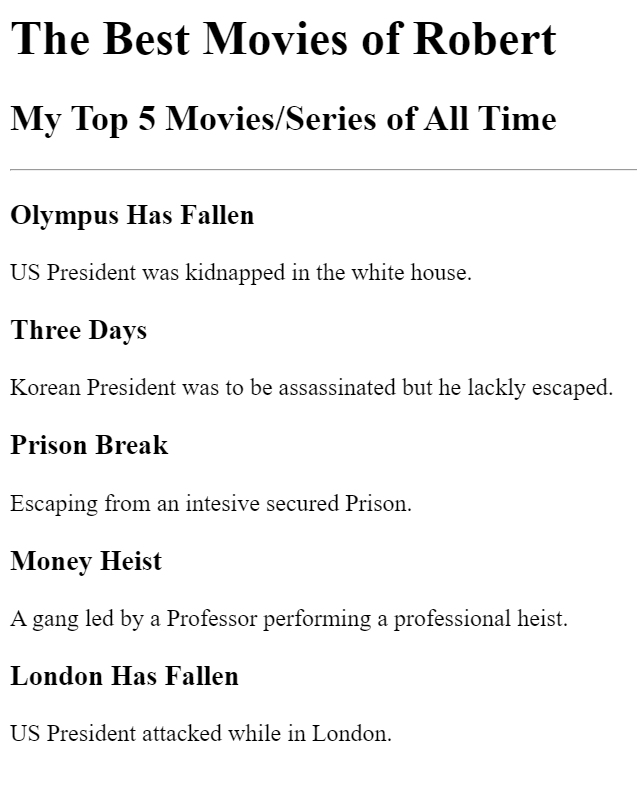 The Best Movies of Robert
My Top 5 Movies/Series of All Time
Olympus Has Fallen
US President was kidnapped in the white house.
Three Days
Korean President was to be assassinated but he lackly escaped.
Prison Break
Escaping from an intesive secured Prison.
Money Heist
A gang led by a Professor performing a professional heist.
London Has Fallen
US President attacked while in London.